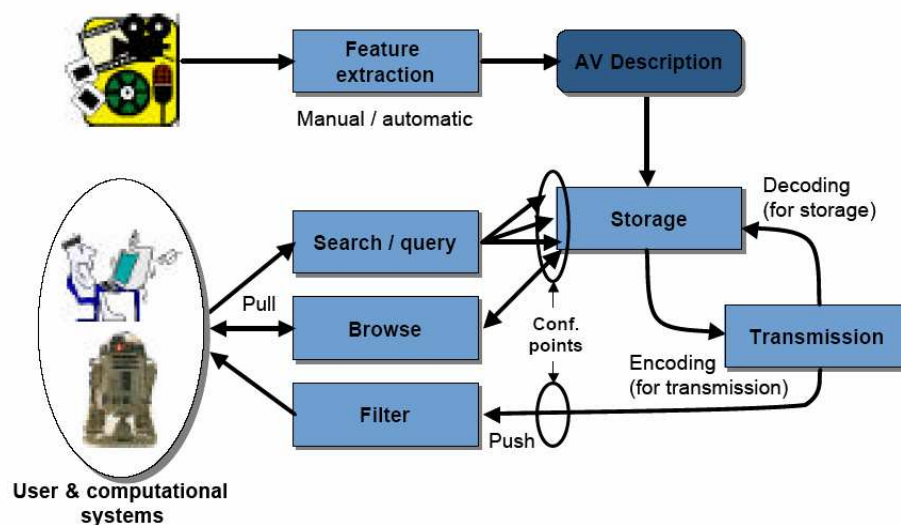 Feature
extraction
AV Description
Manual / automatic
Search / query
Storage
Decoding
(for storage)
Pull
Browse
Conf.
points
Transmission
Encoding
(for transmission)
Filter
Push
User & computational
systems